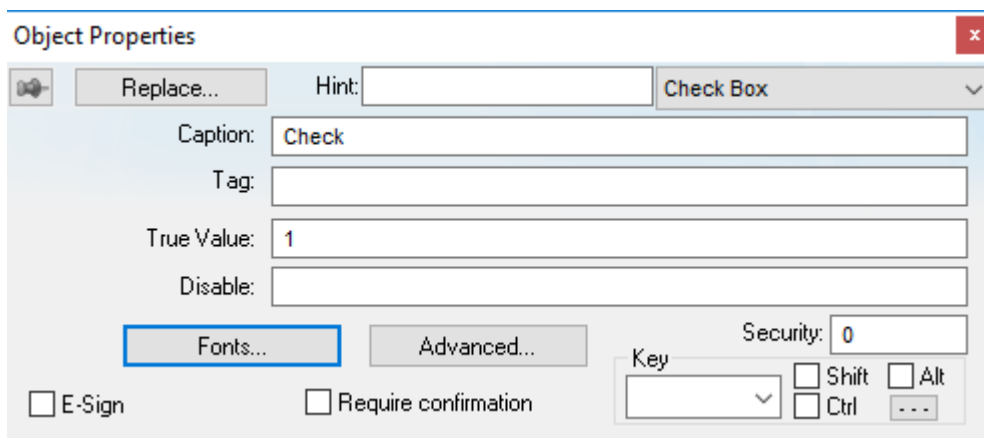 Object Properties x
Replace... Hint: Check Box
Caption: Check
Tag:
True Value: 1
Disable:
Fonts... Advanced... Security: 0
Key
Shift Alt
E-Sign Require confirmation Ctrl ...